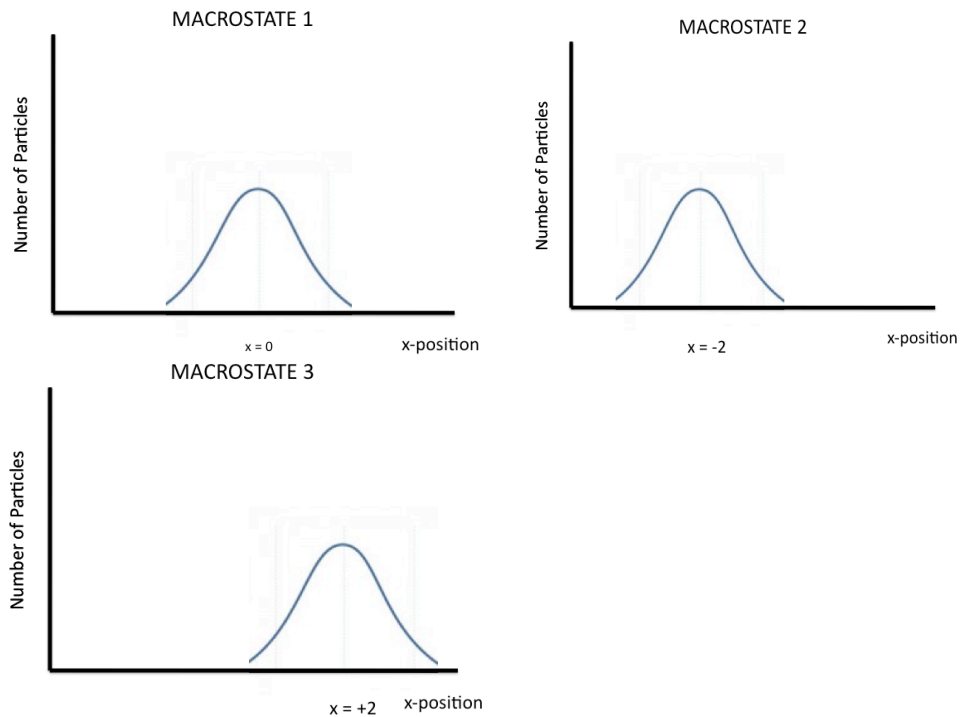 MACROSTATE 1
Number of Particles
x = 0
x-position
MACROSTATE 2
Number of Particles
x = -2
x-position
MACROSTATE 3
Number of Particles
x = +2
x-position